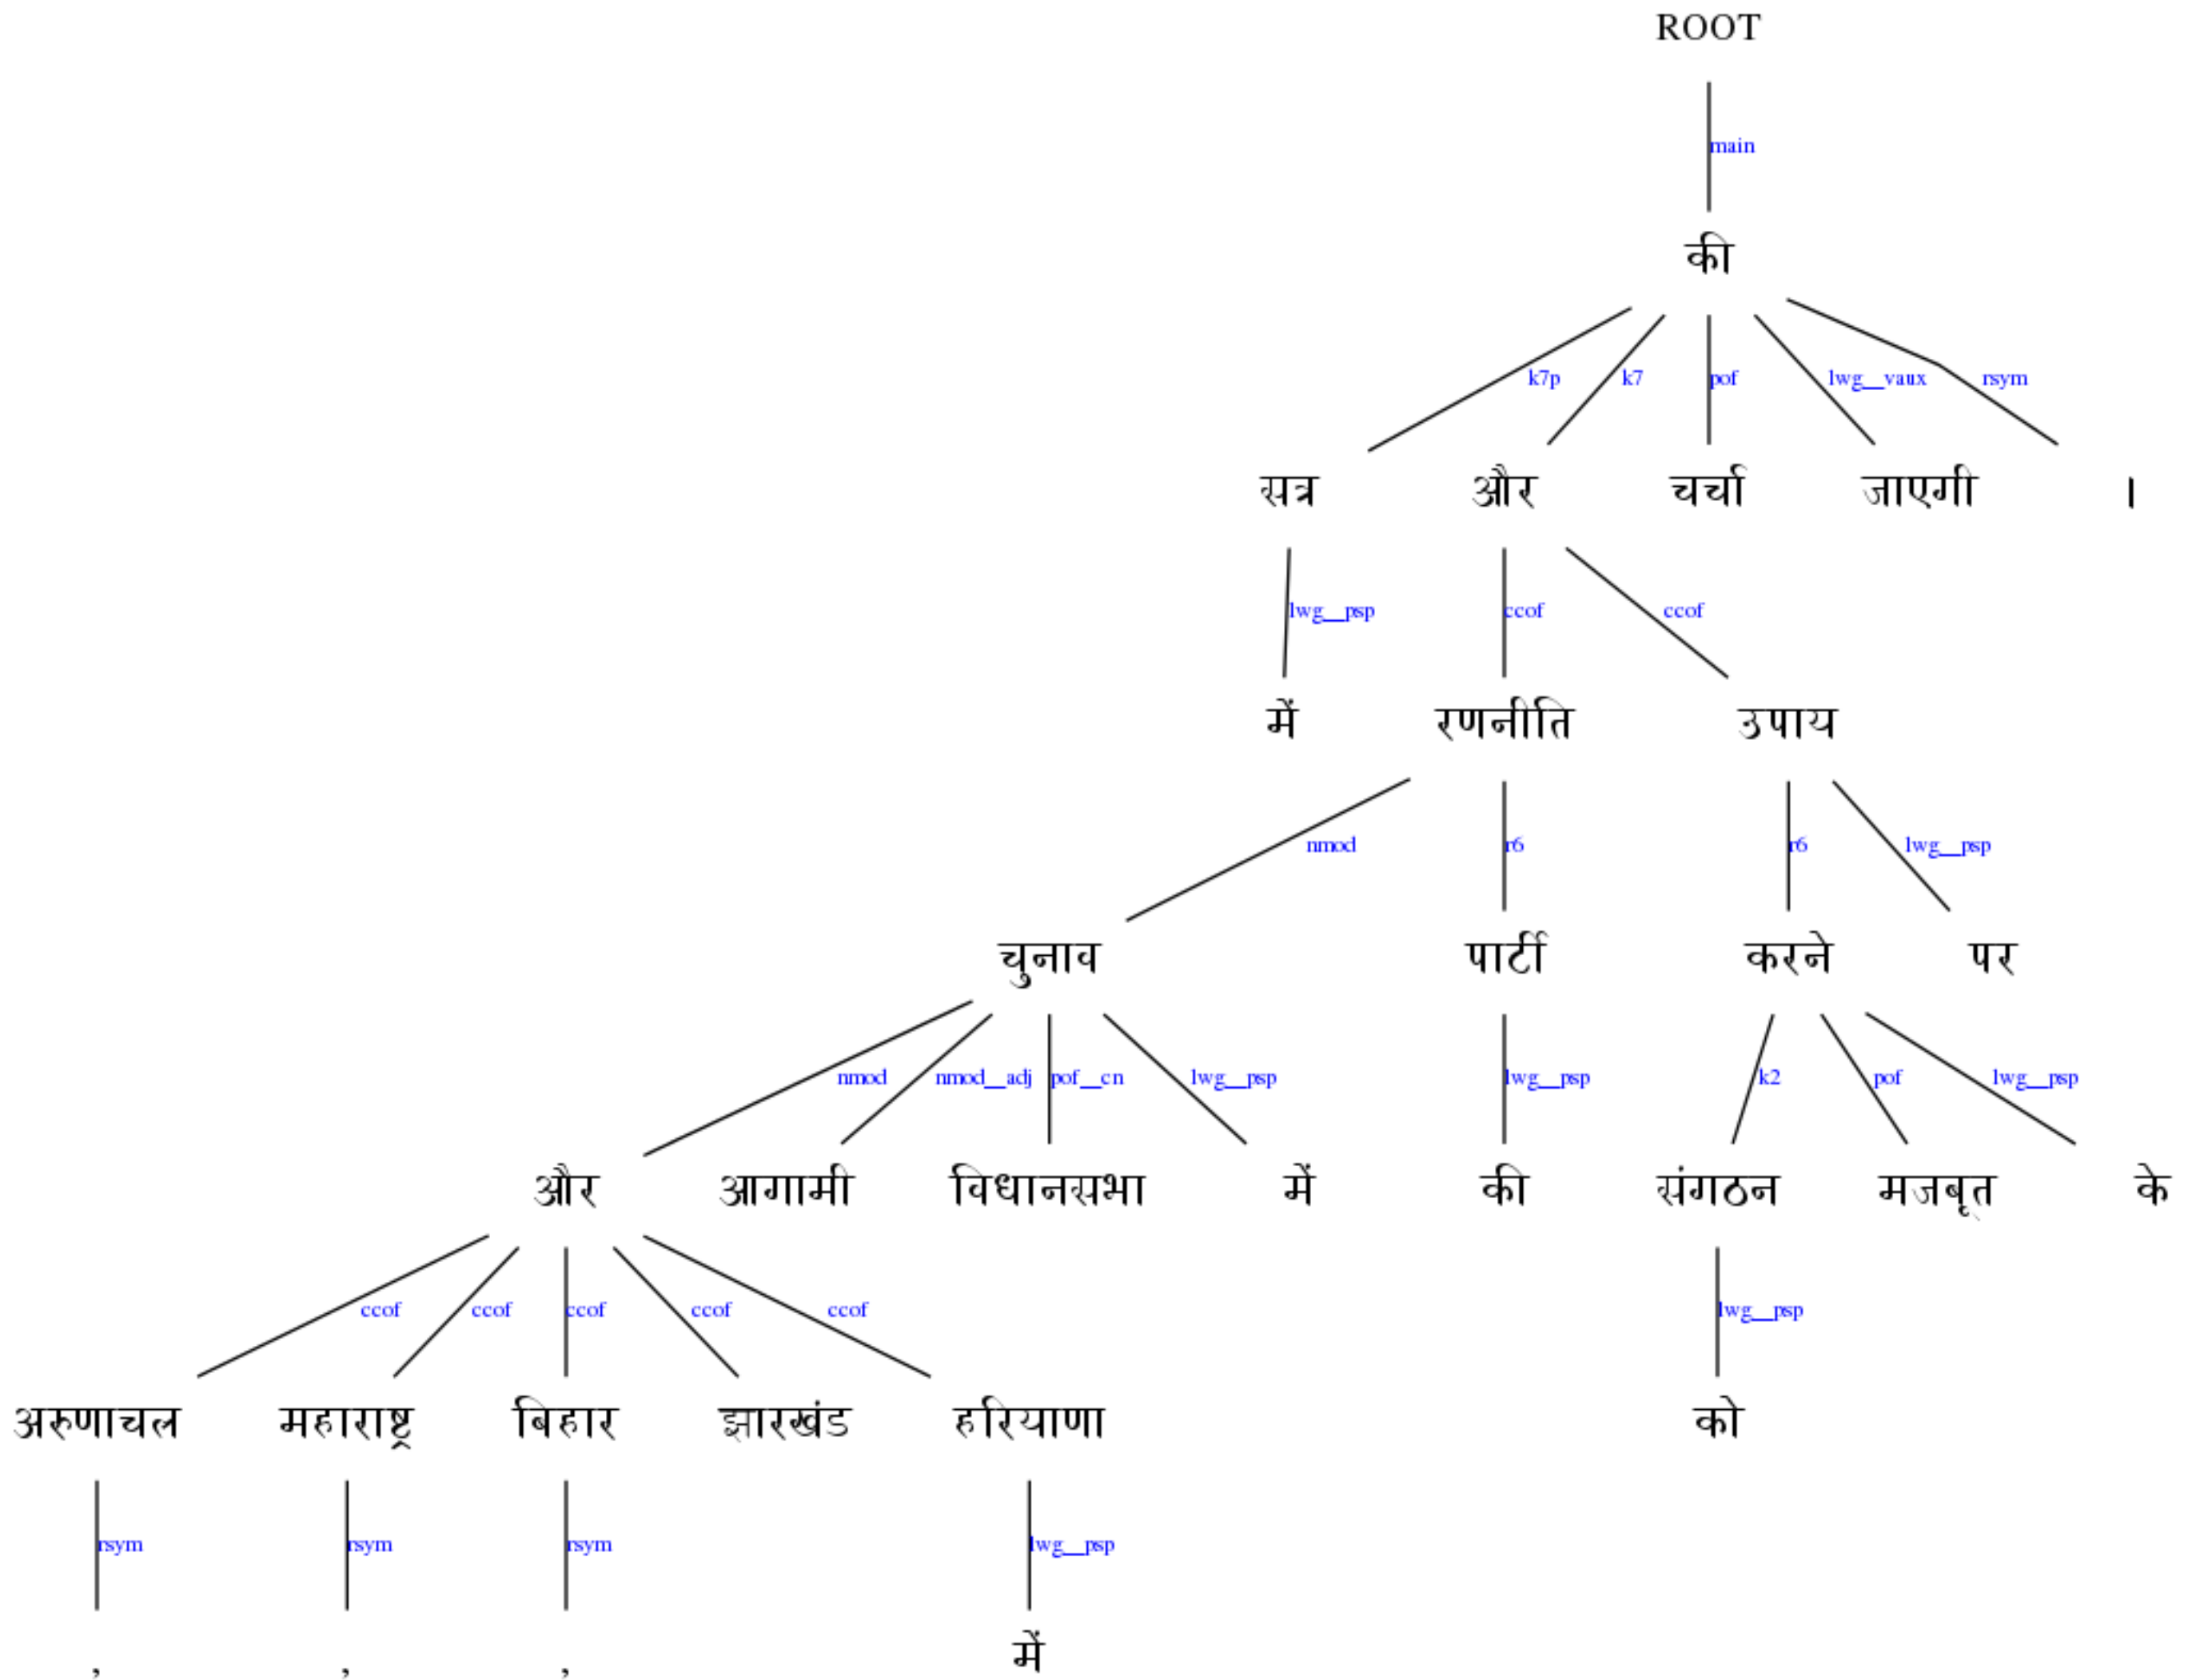 ROOT
main
की
k7p k7 pof lwg__vaux rsym
सत्र और चर्चा जाएगी ।
lwg__psp ccof ccof
में रणनीति उपाय
nmod r6 r6 lwg__psp
चुनाव पार्टी करने पर
nmod nmod__adj pof__cn lwg__psp lwg__psp k2 pof lwg__psp
और आगामी विधानसभा में की संगठन मजबूत के
ccof ccof ccof ccof ccof lwg__psp
अरुणाचल महाराष्ट्र बिहार झारखंड हरियाणा को
rsym rsym rsym lwg__psp
, , , में